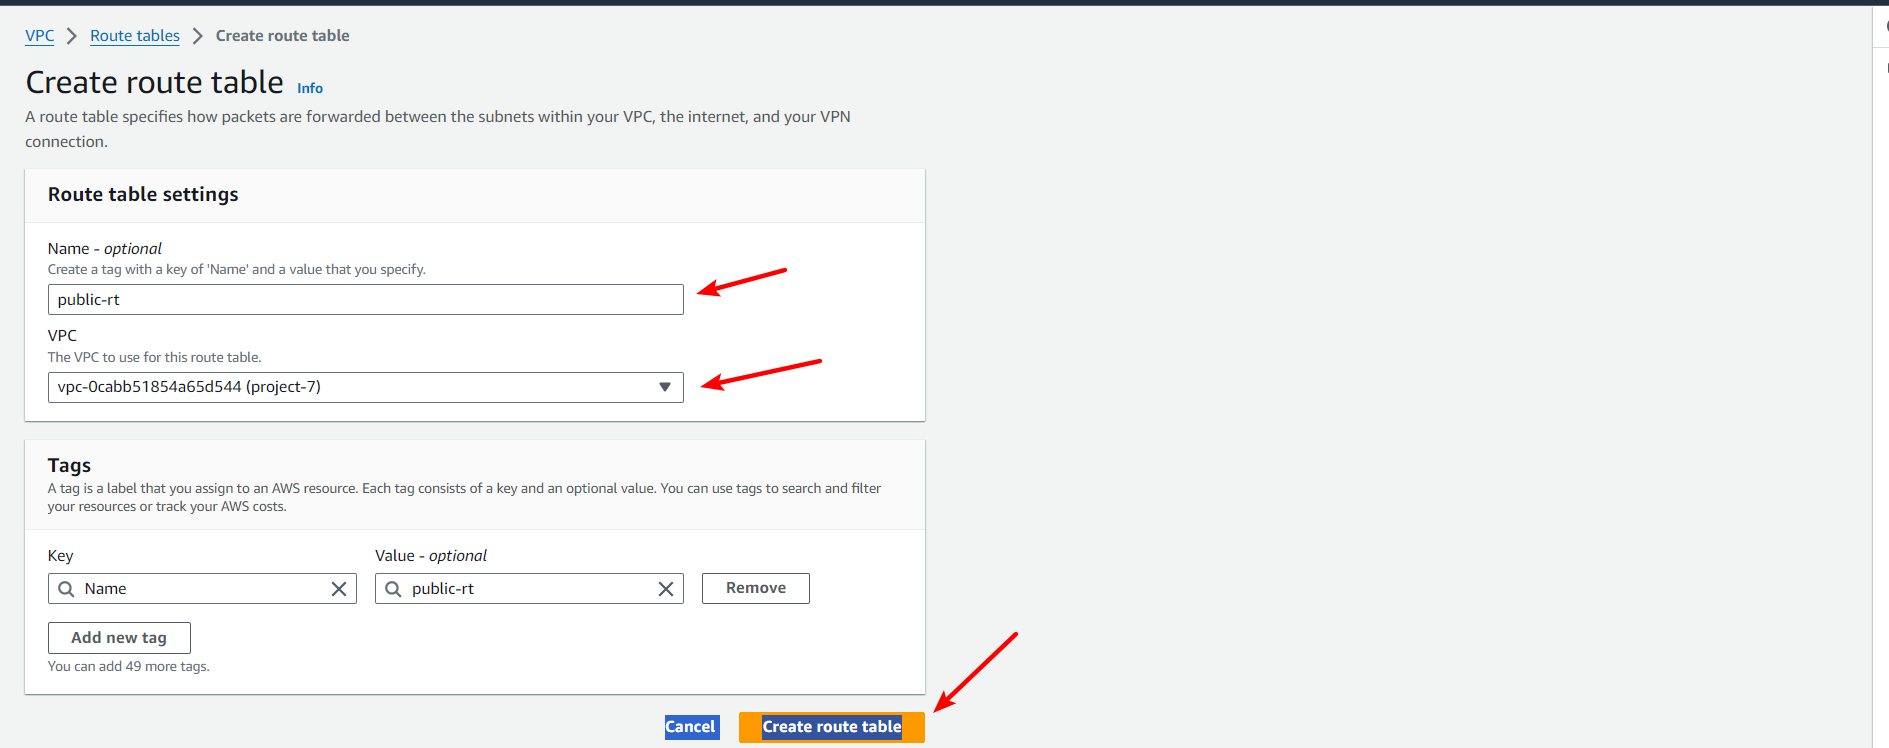 VPC > Route tables > Create route table
Create route table Info
A route table specifies how packets are forwarded between the subnets within your VPC, the internet, and your VPN
connection.
Route table settings
Name - optional
Create a tag with a key of 'Name' and a value that you specify.
public-rt
VPC
The VPC to use for this route table.
vpc-0cabb51854a65d544 (project-7)
Tags
A tag is a label that you assign to an AWS resource. Each tag consists of a key and an optional value. You can use tags to search and filter
your resources or track your AWS costs.
Key Value - optional
Name public-rt Remove
Add new tag
You can add 49 more tags.
Cancel Create route table